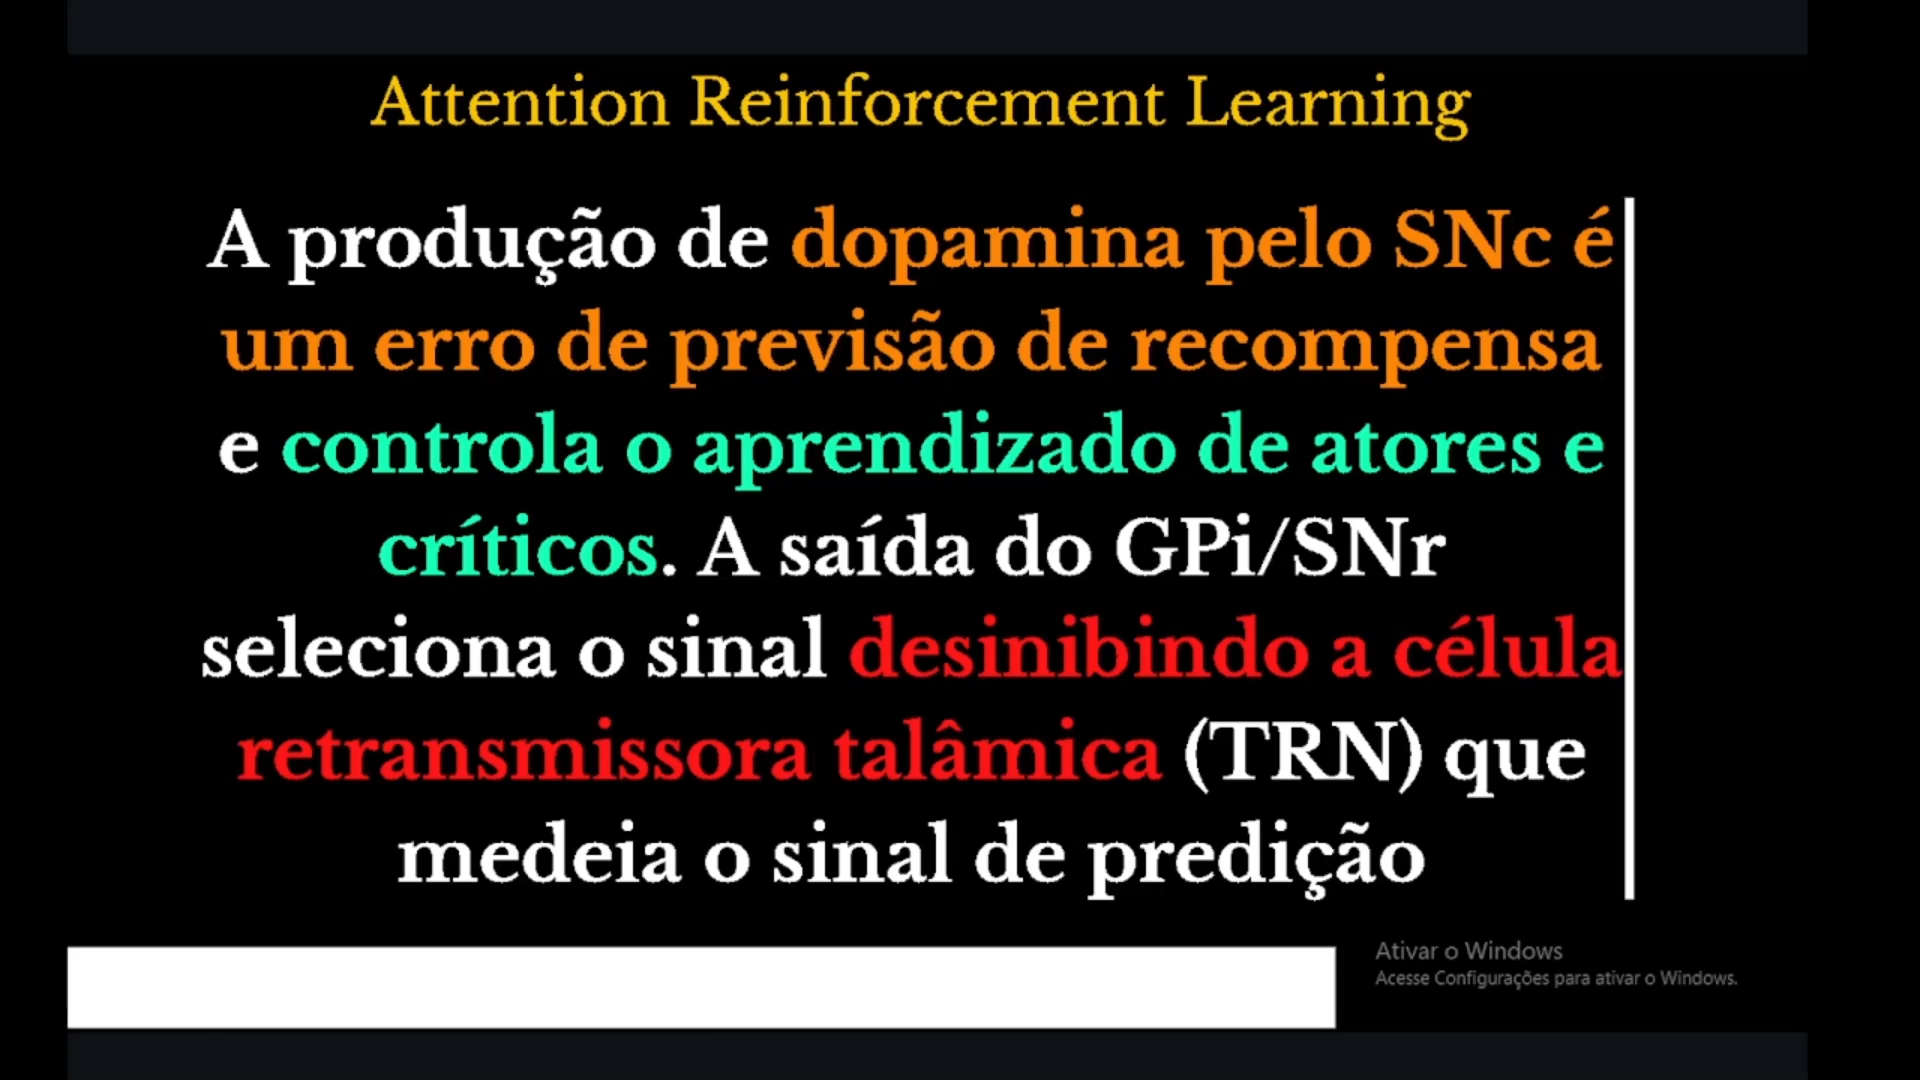 Attention Reinforcement Learning
A produção de dopamina pelo SNc é
um erro de previsão de recompensa
e controla o aprendizado de atores e
críticos. A saída do GPi/SNr
seleciona o sinal desinibindo a célula
retransmissora talâmica (TRN) que
medeia o sinal de predição
Ativar o Windows
Acesse Configurações para ativar o Windows.